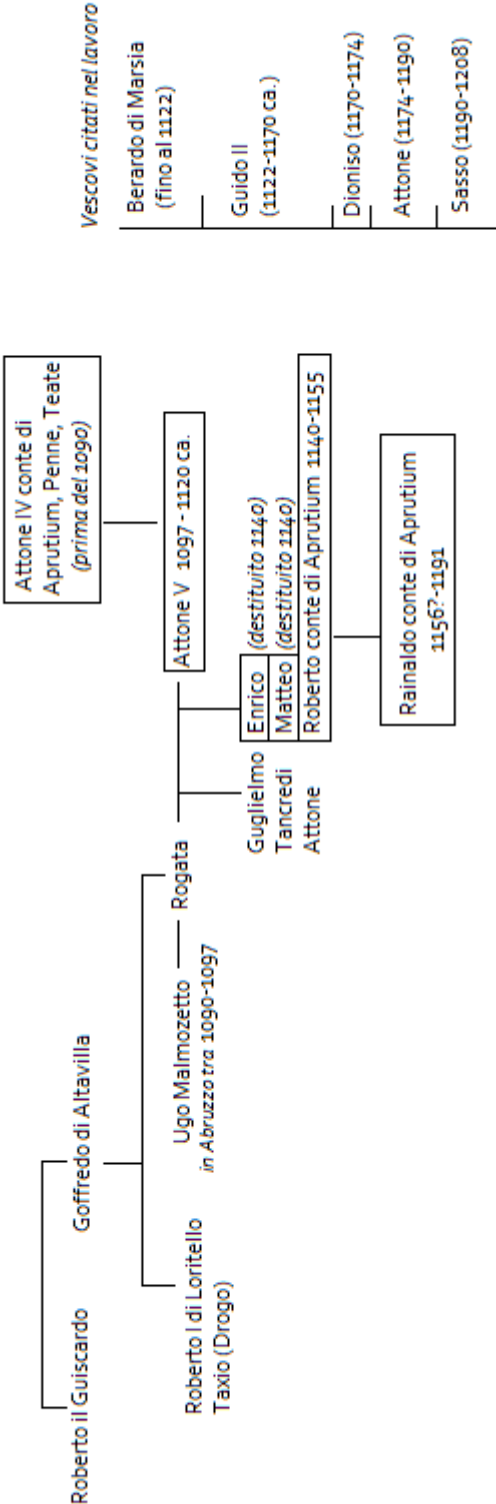 Roberto il Guiscardo
Goffredo di Altavilla
Roberto I di Loritello
Taxio (Drogo)
Ugo Malmozetto
in Abruzzo tra 1090-1097
Rogata
Attone IV conte di
Aprutium, Penne, Teate
(prima del 1090)
Attone V 1097 - 1120 ca.
Guglielmo
Tancredi
Attone
Enrico (destituito 1140)
Matteo (destituito 1140)
Roberto conte di Aprutium 1140-1155
Rainaldo conte di Aprutium
1156?-1191
Vescovi citati nel lavoro
Berardo di Marsia
(fino al 1122)
Guido II
(1122-1170 ca.)
Dioniso (1170-1174)
Attone (1174-1190)
Sasso (1190-1208)